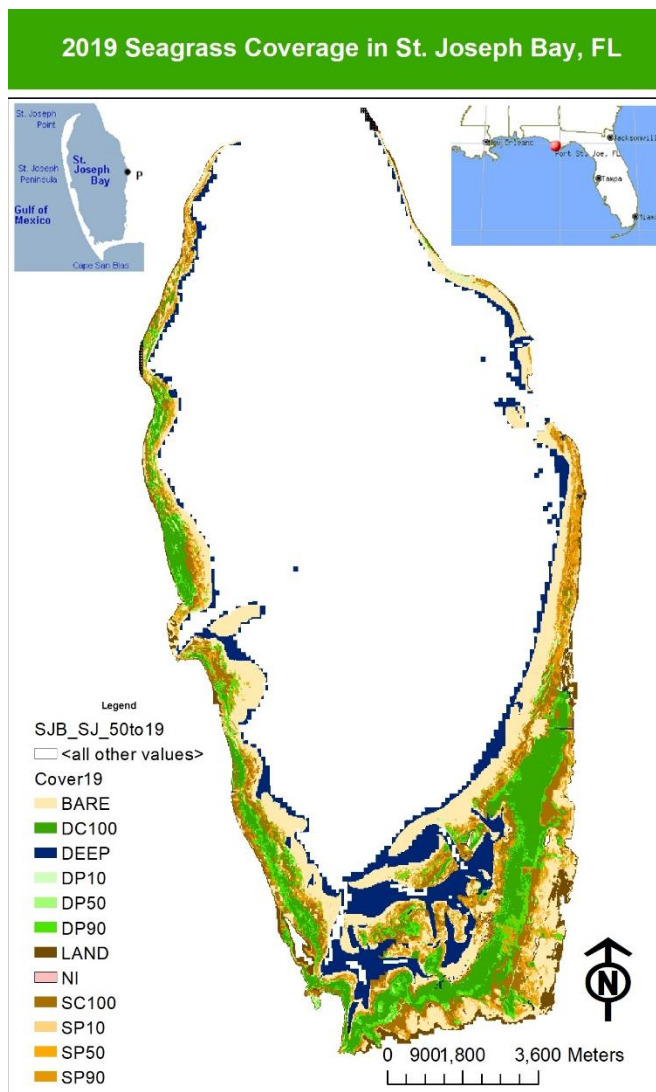 2019 Seagrass Coverage in St. Joseph Bay, FL
St. Joseph
Point
St. Joseph
Peninsula
St.
Joseph
Bay
P
Gulf of
Mexico
Cape San Blas
New Orleans
Jacksonvill
Port St. Joe, FL
Tampa
Miam
Legend
SJB_SJ_50to19
<all other values>
Cover19
BARE
DC100
DEEP
DP10
DP50
DP90
LAND
NI
SC100
SP10
SP50
SP90
N
0 9001,800 3,600 Meters